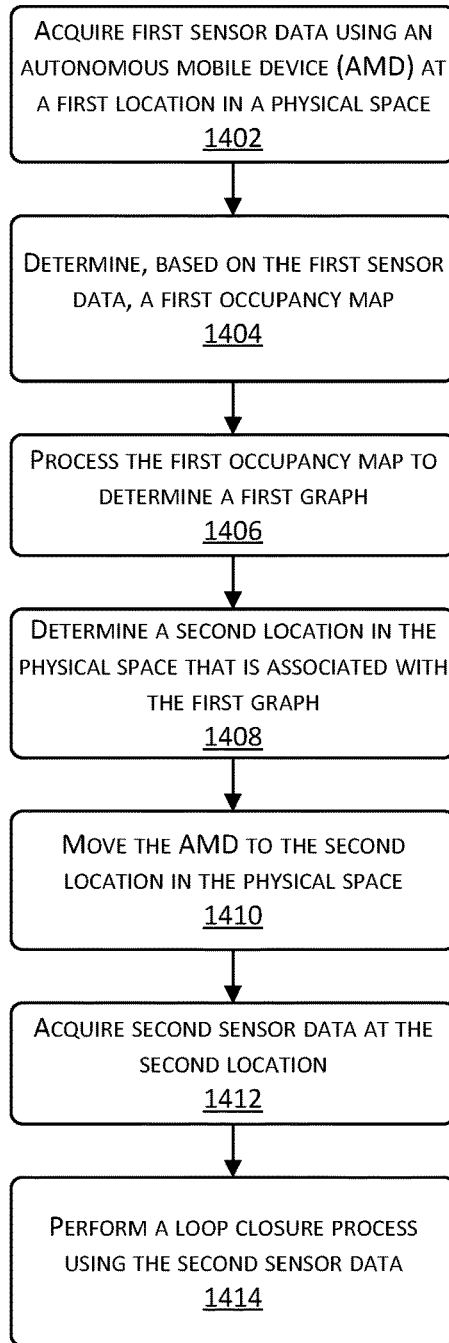 ACQUIRE FIRST SENSOR DATA USING AN
AUTONOMOUS MOBILE DEVICE (AMD) AT
A FIRST LOCATION IN A PHYSICAL SPACE
1402
DETERMINE, BASED ON THE FIRST SENSOR
DATA, A FIRST OCCUPANCY MAP
1404
PROCESS THE FIRST OCCUPANCY MAP TO
DETERMINE A FIRST GRAPH
1406
DETERMINE A SECOND LOCATION IN THE
PHYSICAL SPACE THAT IS ASSOCIATED WITH
THE FIRST GRAPH
1408
MOVE THE AMD TO THE SECOND
LOCATION IN THE PHYSICAL SPACE
1410
ACQUIRE SECOND SENSOR DATA AT THE
SECOND LOCATION
1412
PERFORM A LOOP CLOSURE PROCESS
USING THE SECOND SENSOR DATA
1414